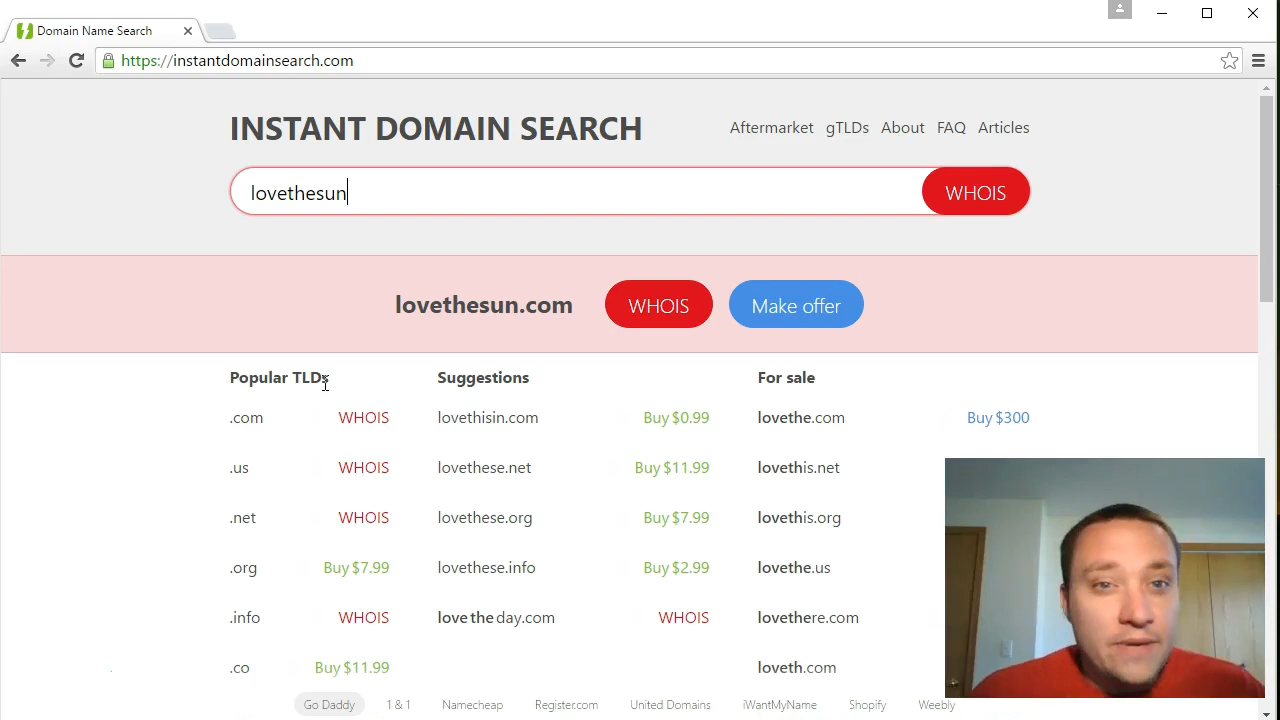 Domain Name Search
https://instantdomainsearch.com
INSTANT DOMAIN SEARCH
Aftermarket gTLDs About FAQ Articles
lovethesun WHOIS
lovethesun.com WHOIS Make offer
Popular TLDs Suggestions For sale
.com WHOIS lovethisin.com Buy $0.99 lovethe.com Buy $300
.us WHOIS lovethese.net Buy $11.99 lovethis.net
.net WHOIS lovethese.org Buy $7.99 lovethis.org
.org Buy $7.99 lovethese.info Buy $2.99 lovethe.us
.info WHOIS lovetheday.com WHOIS lovethere.com
.co Buy $11.99 loveth.com
Go Daddy 1 & 1 Namecheap Register.com United Domains iWantMyName Shopify Weebly